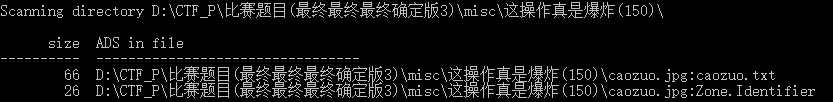 Scanning directory D:\CTF_P\比赛题目(最终最终最终确定版3)\misc\这操作真是爆炸(150)\
size  ADS in file
----------  ---------------------------------
66  D:\CTF_P\比赛题目(最终最终最终确定版3)\misc\这操作真是爆炸(150)\caozuo.jpg:caozuo.txt
26  D:\CTF_P\比赛题目(最终最终最终确定版3)\misc\这操作真是爆炸(150)\caozuo.jpg:Zone.Identifier